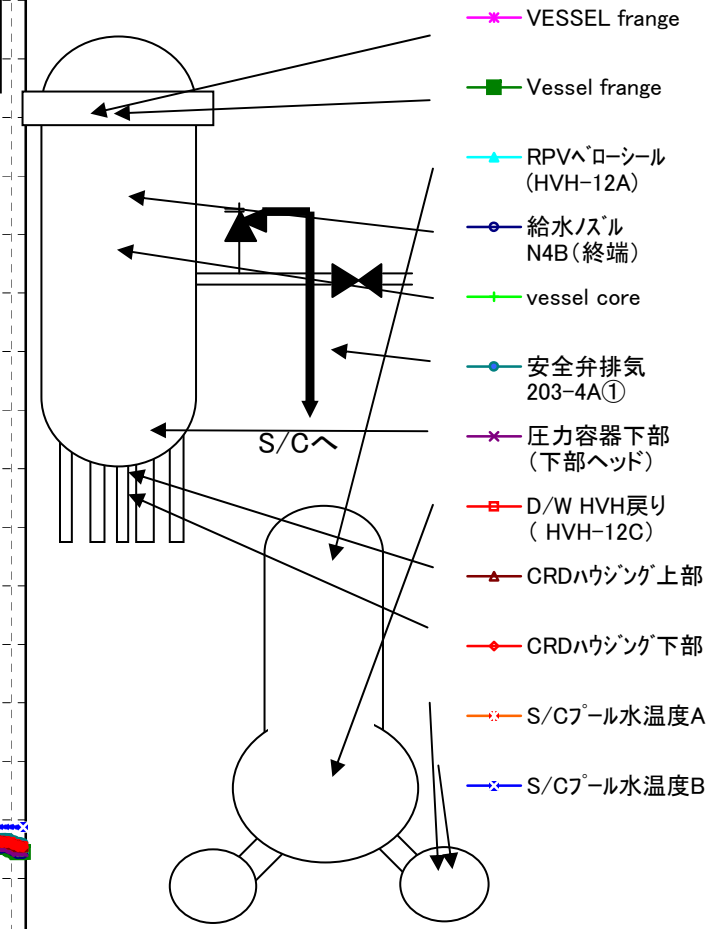 VESSEL frange
Vessel frange
RPVﾍﾞﾛｰｼｰﾙ
(HVH-12A)
給水ﾉｽﾞﾙ
N4B（終端）
vessel core
安全弁排気
203-4A①
S/Cへ
圧力容器下部
（下部ヘッド）
D/W HVH戻り
( HVH-12C)
CRDﾊｳｼﾞﾝｸﾞ上部
CRDﾊｳｼﾞﾝｸﾞ下部
S/Cﾌﾟｰﾙ水温度A
S/Cﾌﾟｰﾙ水温度B